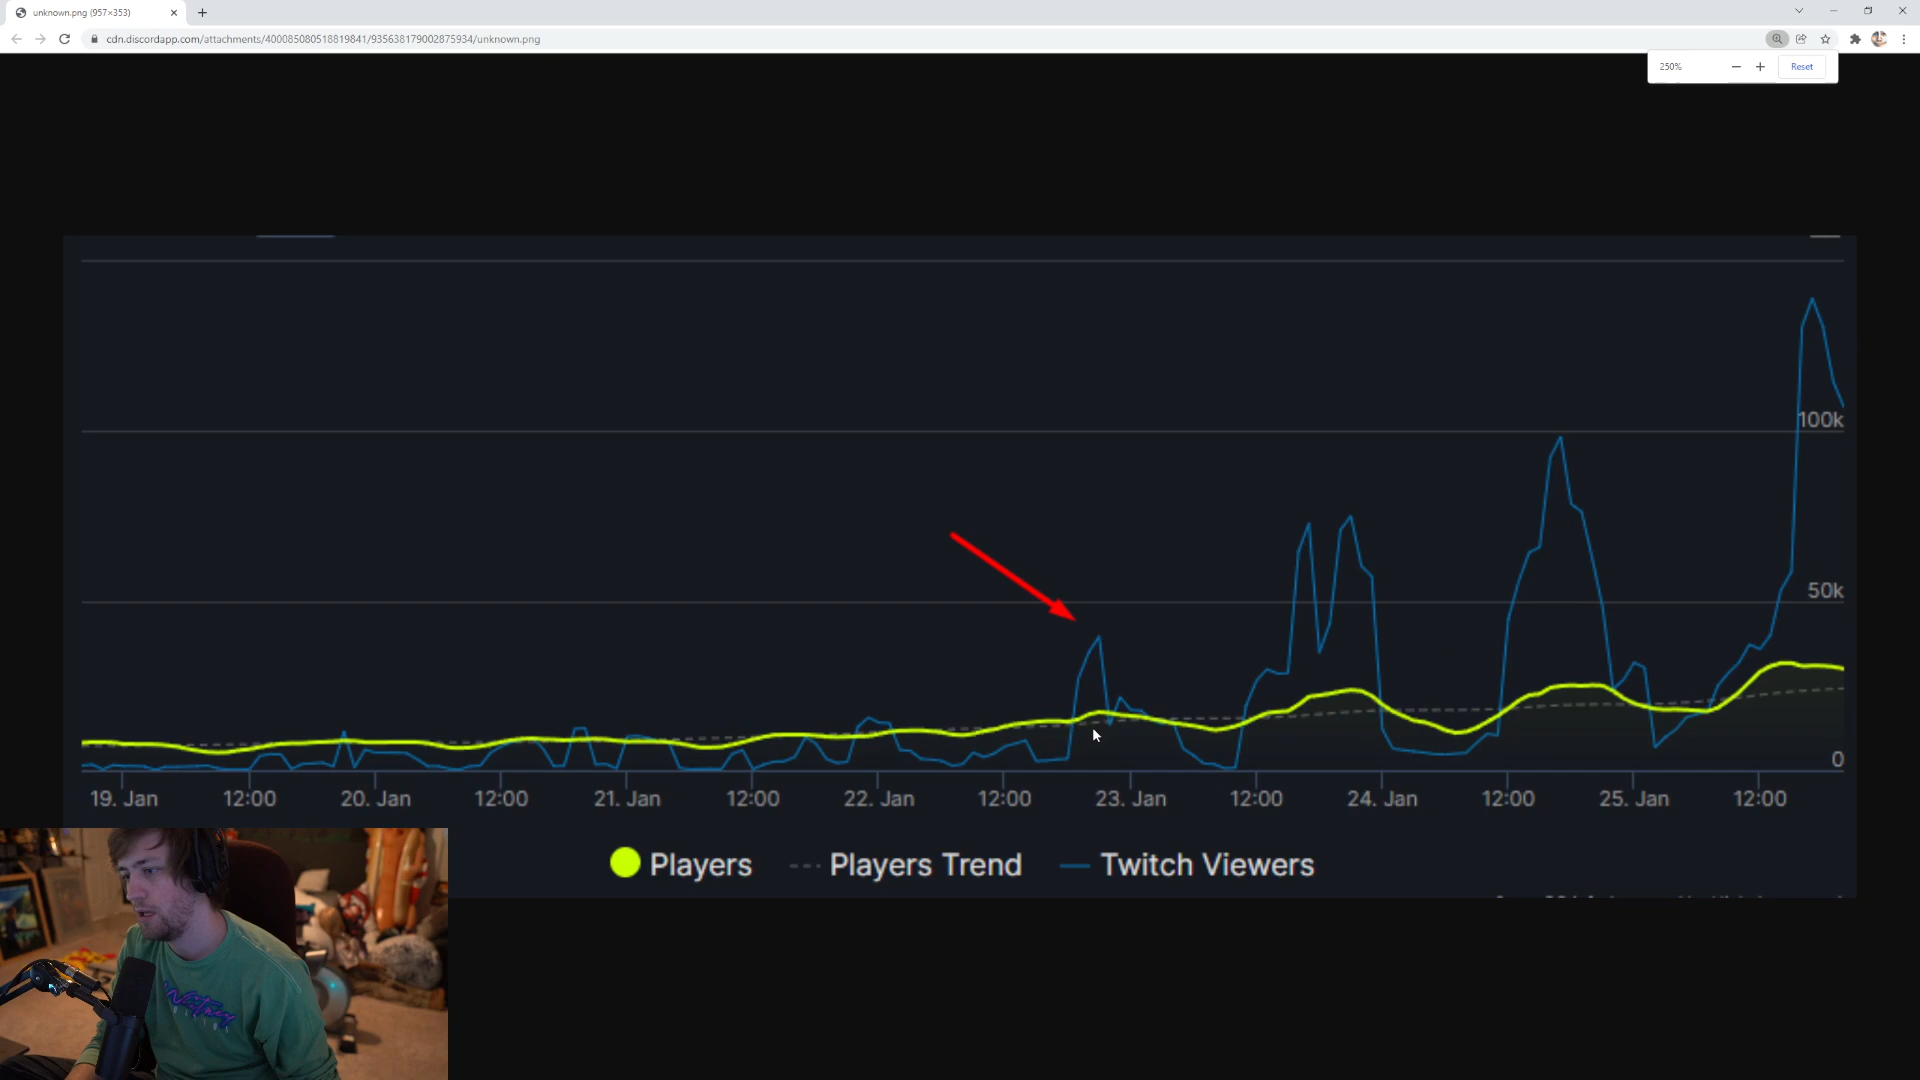 unknown.png (957×353)
cdn.discordapp.com/attachments/400085080518819841/935638179002875934/unknown.png
250%
Reset
100k
50k
0
19. Jan 12:00 20. Jan 12:00 21. Jan 12:00 22. Jan 12:00 23. Jan 12:00 24. Jan 12:00 25. Jan 12:00
Players Players Trend Twitch Viewers